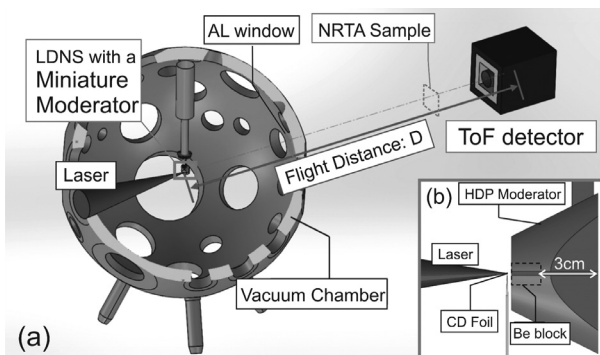 AL window
NRTA Sample
LDNS with a
Miniature
Moderator
ToF detector
Flight Distance: D
Laser
Vacuum Chamber
(a)
(b)
HDP Moderator
Laser
3cm
CD Foil
Be block